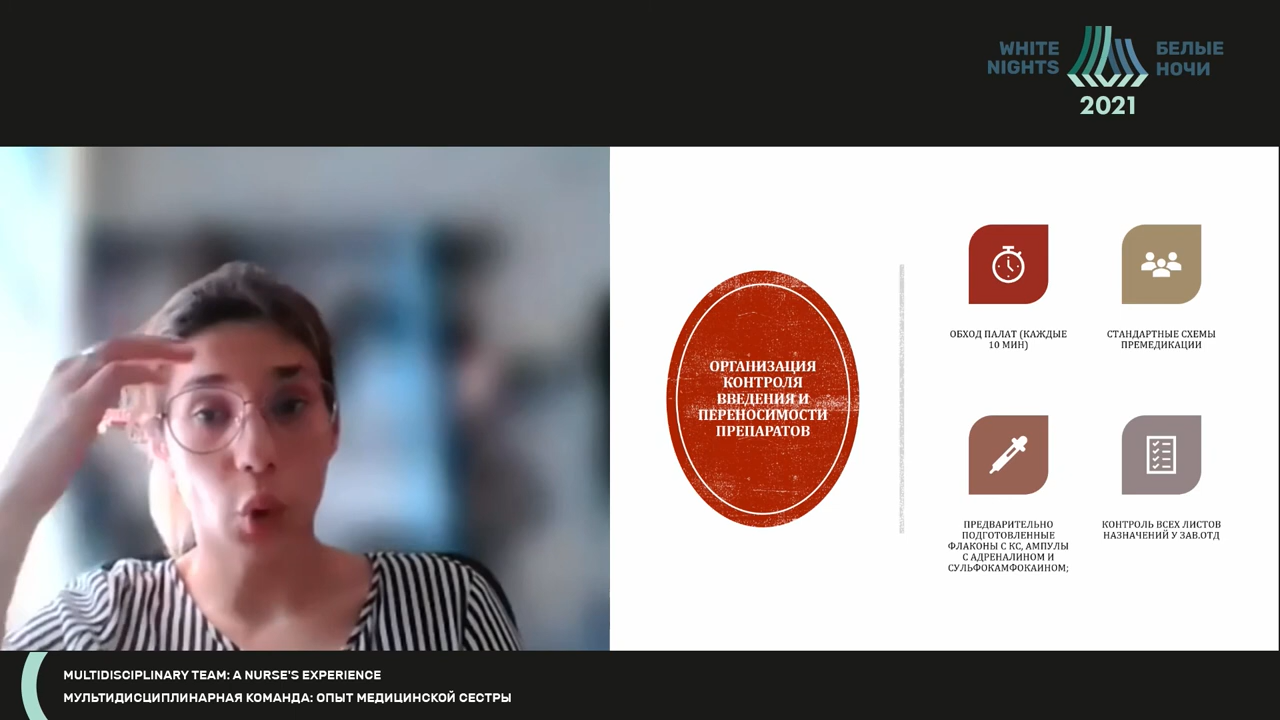 WHITE
NIGHTS
БЕЛЫЕ
НОЧИ
2021
ОРГАНИЗАЦИЯ
КОНТРОЛЯ
ВВЕДЕНИЯ И
ПЕРЕНОСИМОСТИ
ПРЕПАРАТОВ
ОБХОД ПАЛАТ (КАЖДЫЕ
10 МИН)
СТАНДАРТНЫЕ СХЕМЫ
ПРЕМЕДИКАЦИИ
ПРЕДВАРИТЕЛЬНО
ПОДГОТОВЛЕННЫЕ
ФЛАКОНЫ С КС, АМПУЛЫ
С АДРЕНАЛИНОМ И
СУЛЬФОКАМФОКАИНОМ;
КОНТРОЛЬ ВСЕХ ЛИСТОВ
НАЗНАЧЕНИЙ У ЗАВ.ОТД
MULTIDISCIPLINARY TEAM: A NURSE'S EXPERIENCE
МУЛЬТИДИСЦИПЛИНАРНАЯ КОМАНДА: ОПЫТ МЕДИЦИНСКОЙ СЕСТРЫ